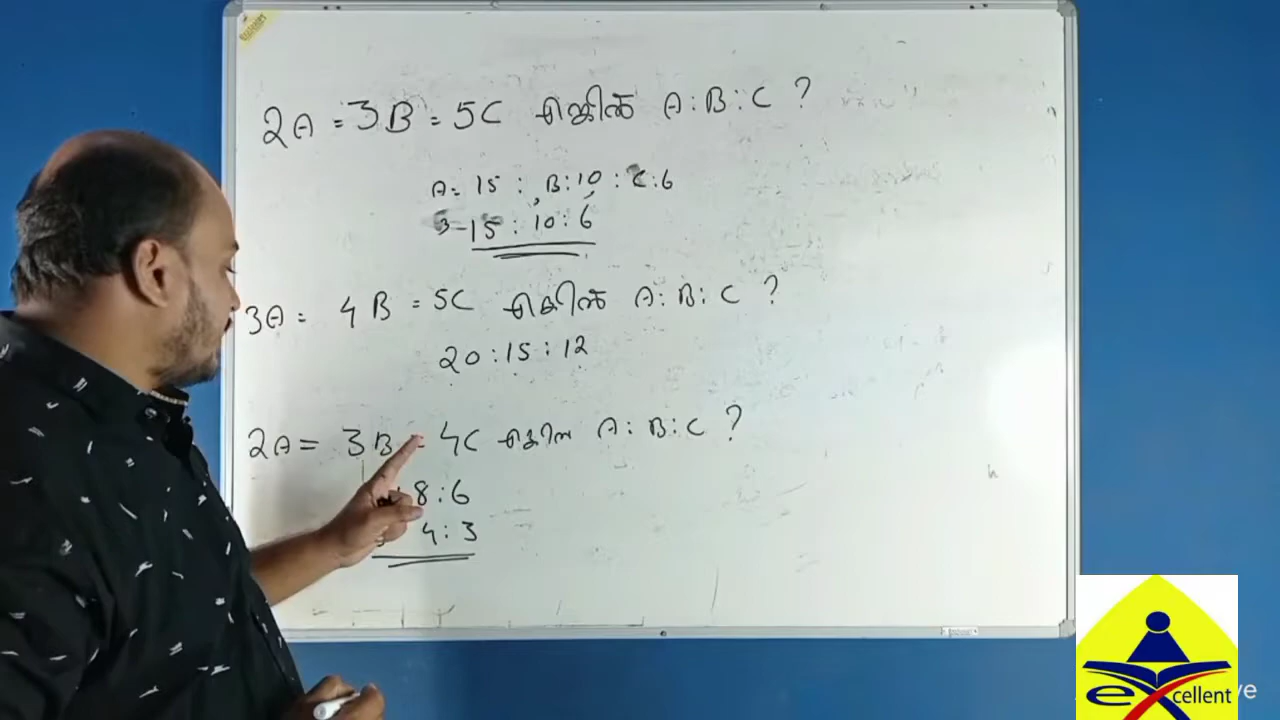 2A = 3B = 5C എങ്കിൽ A : B : C ?
A = 15 : B : 10 : C : 6
15 : 10 : 6
3A = 4B = 5C എങ്കിൽ A : B : C ?
20 : 15 : 12
2A = 3B = 4C എങ്കിൽ A : B : C ?
8 : 6
4 : 3
excellent